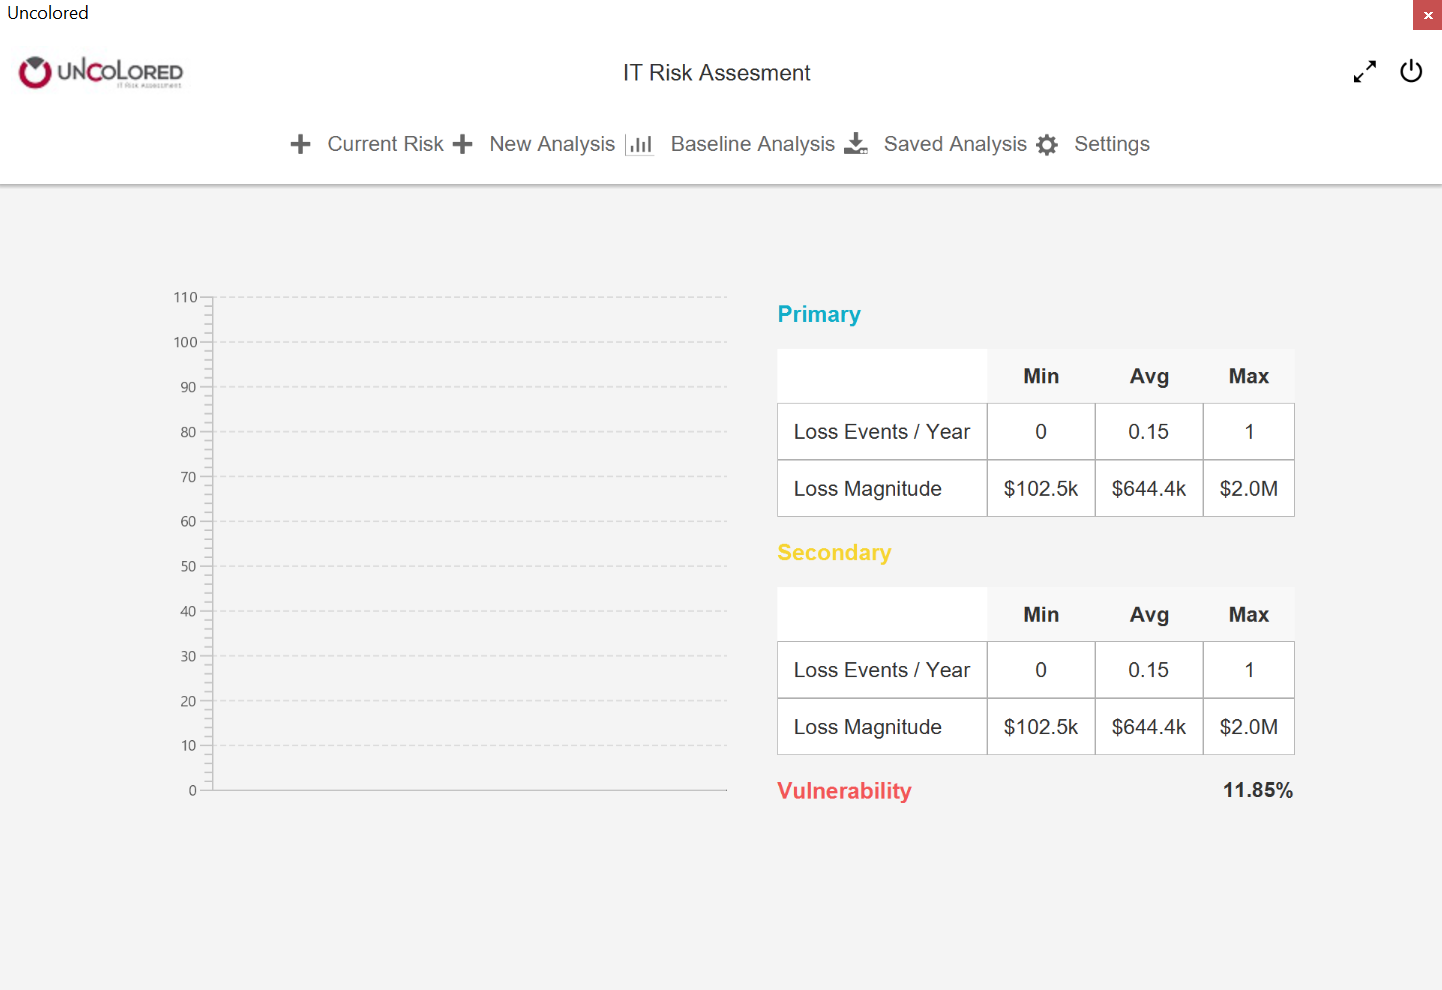 Uncolored
x
UNCOLORED
IT Risk Assessment
IT Risk Assesment
Current Risk New Analysis Baseline Analysis Saved Analysis Settings
110
100
90
80
70
60
50
40
30
20
10
0
Primary
Min Avg Max
Loss Events / Year 0 0.15 1
Loss Magnitude $102.5k $644.4k $2.0M
Secondary
Min Avg Max
Loss Events / Year 0 0.15 1
Loss Magnitude $102.5k $644.4k $2.0M
Vulnerability 11.85%